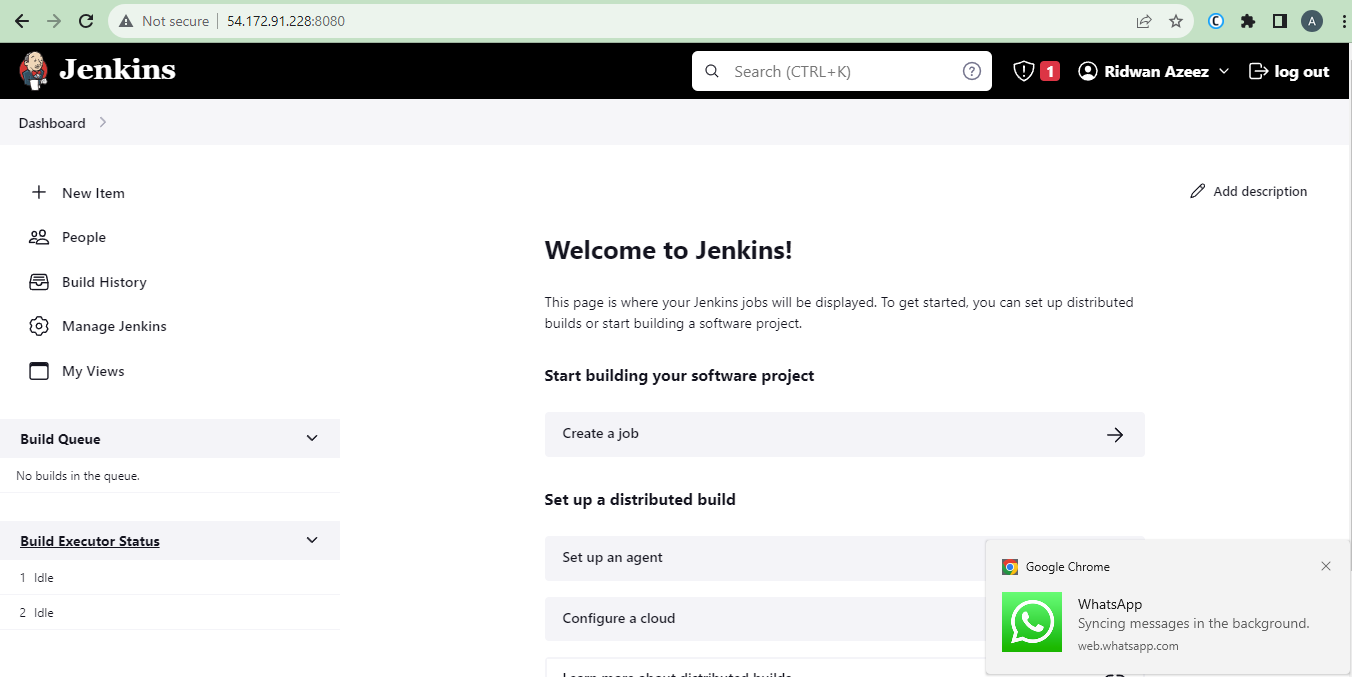 Not secure
54.172.91.228:8080
A
Jenkins
Search (CTRL+K)
?
1
Ridwan Azeez
log out
Dashboard
New Item
People
Build History
Manage Jenkins
My Views
Build Queue
No builds in the queue.
Build Executor Status
1 Idle
2 Idle
Add description
Welcome to Jenkins!
This page is where your Jenkins jobs will be displayed. To get started, you can set up distributed
builds or start building a software project.
Start building your software project
Create a job
Set up a distributed build
Set up an agent
Configure a cloud
Learn more about distributed builds
Google Chrome
WhatsApp
Syncing messages in the background.
web.whatsapp.com